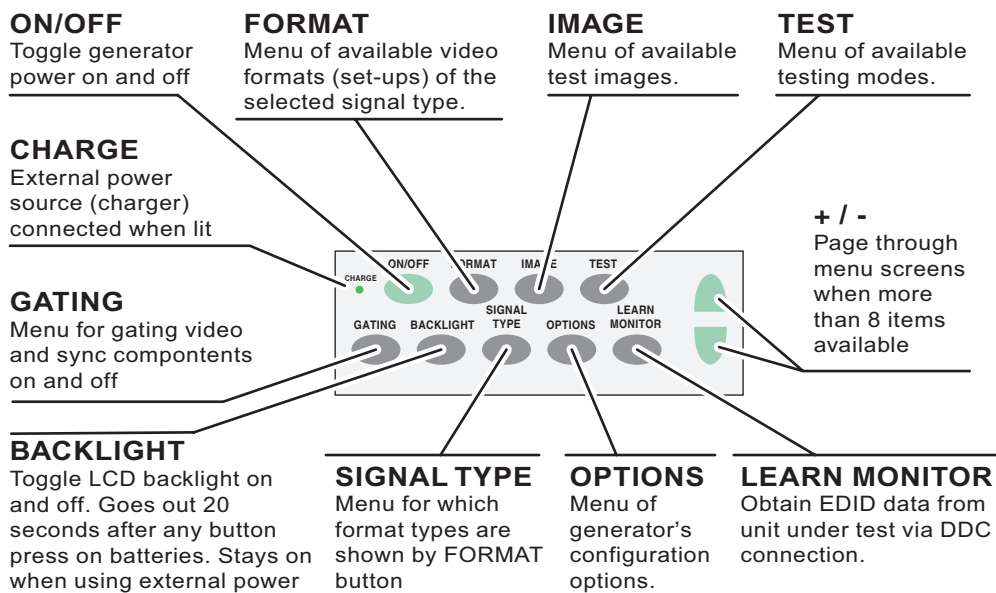 ON/OFF
Toggle generator
power on and off
FORMAT
Menu of available video
formats (set-ups) of the
selected signal type.
IMAGE
Menu of available
test images.
TEST
Menu of available
testing modes.
CHARGE
External power
source (charger)
connected when lit
+ / -
Page through
menu screens
when more
than 8 items
available
GATING
Menu for gating video
and sync compontents
on and off
CHARGE
ON/OFF
FORMAT
IMAGE
TEST
GATING
BACKLIGHT
SIGNAL
TYPE
OPTIONS
LEARN
MONITOR
BACKLIGHT
Toggle LCD backlight on
and off. Goes out 20
seconds after any button
press on batteries. Stays on
when using external power
SIGNAL TYPE
Menu for which
format types are
shown by FORMAT
button
OPTIONS
Menu of
generator's
configuration
options.
LEARN MONITOR
Obtain EDID data from
unit under test via DDC
connection.